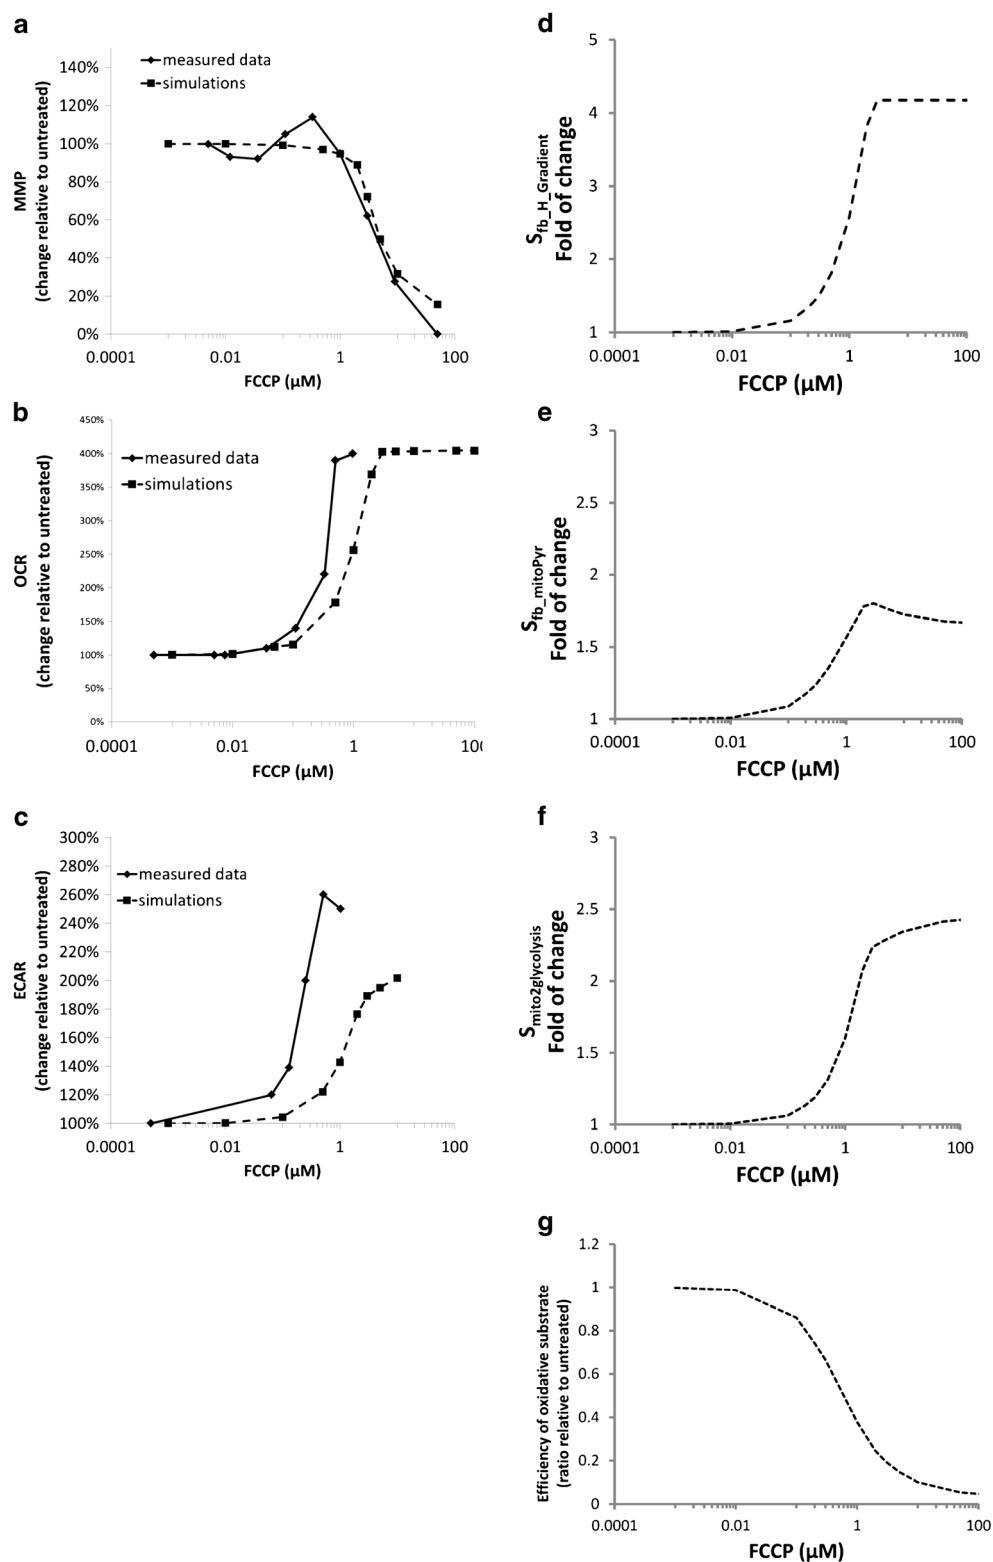 a
measured data
simulations
140%
120%
100%
80%
60%
40%
20%
0%
MMP
(change relative to untreated)
0.0001
0.01
1
100
FCCP (µM)
b
measured data
simulations
450%
400%
350%
300%
250%
200%
150%
100%
50%
0%
OCR
(change relative to untreated)
0.0001
0.01
1
100
FCCP (µM)
c
measured data
simulations
300%
280%
260%
240%
220%
200%
180%
160%
140%
120%
100%
ECAR
(change relative to untreated)
0.0001
0.01
1
100
FCCP (µM)
d
5
4
3
2
1
Sfb_H_Gradient
Fold of change
0.0001
0.01
1
100
FCCP (µM)
e
3
2.5
2
1.5
1
Sfb_mitoPyr
Fold of change
0.0001
0.01
1
100
FCCP (µM)
f
3
2.5
2
1.5
1
Smito2glycolysis
Fold of change
0.0001
0.01
1
100
FCCP (µM)
g
1.2
1
0.8
0.6
0.4
0.2
0
Efficiency of oxidative substrate
(ratio relative to untreated)
0.0001
0.01
1
100
FCCP (µM)